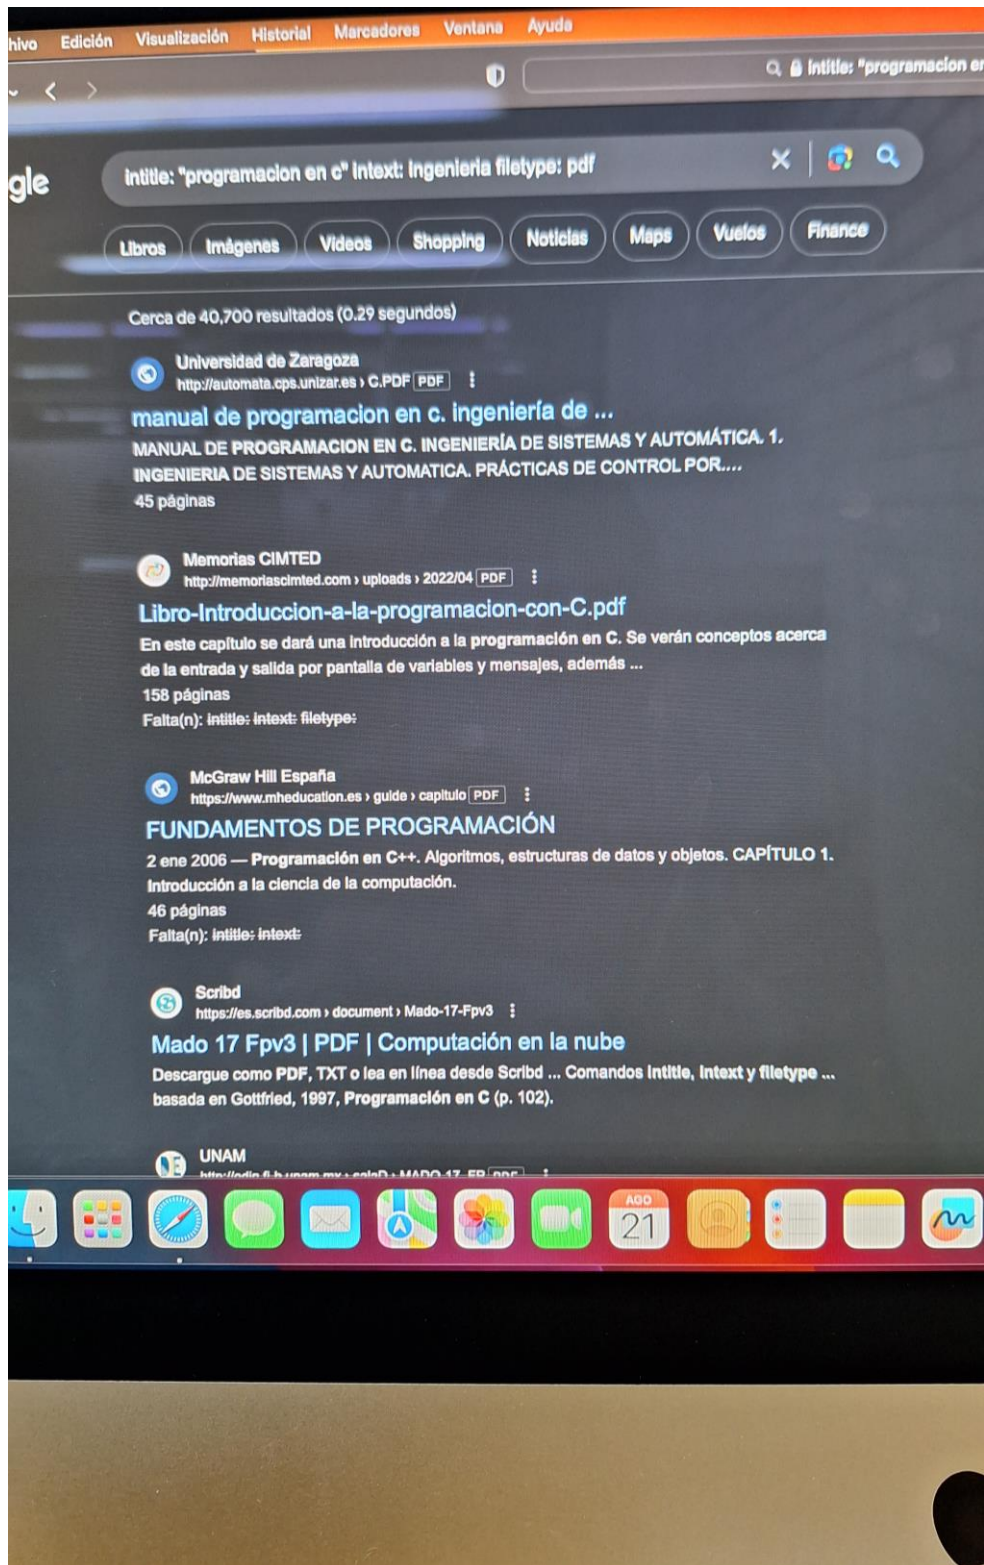 hivo Edición Visualización Historial Marcadores Ventana Ayuda
intitle: "programacion en
gle
intitle: "programacion en c" intext: ingenieria filetype: pdf
Libros Imágenes Videos Shopping Noticias Maps Vuelos Finance
Cerca de 40,700 resultados (0.29 segundos)
Universidad de Zaragoza
http://automata.cps.unizar.es › C.PDF PDF
manual de programacion en c. ingeniería de ...
MANUAL DE PROGRAMACION EN C. INGENIERÍA DE SISTEMAS Y AUTOMÁTICA. 1.
INGENIERIA DE SISTEMAS Y AUTOMATICA. PRÁCTICAS DE CONTROL POR....
45 páginas
Memorias CIMTED
http://memoriascimted.com › uploads › 2022/04 PDF
Libro-Introduccion-a-la-programacion-con-C.pdf
En este capítulo se dará una introducción a la programación en C. Se verán conceptos acerca
de la entrada y salida por pantalla de variables y mensajes, además ...
158 páginas
Falta(n): intitle: intext: filetype:
McGraw Hill España
https://www.mheducation.es › guide › capitulo PDF
FUNDAMENTOS DE PROGRAMACIÓN
2 ene 2006 — Programación en C++. Algoritmos, estructuras de datos y objetos. CAPÍTULO 1.
Introducción a la ciencia de la computación.
46 páginas
Falta(n): intitle: intext:
Scribd
https://es.scribd.com › document › Mado-17-Fpv3
Mado 17 Fpv3 | PDF | Computación en la nube
Descargue como PDF, TXT o lea en línea desde Scribd ... Comandos intitle, intext y filetype ...
basada en Gottfried, 1997, Programación en C (p. 102).
UNAM
AGO
21